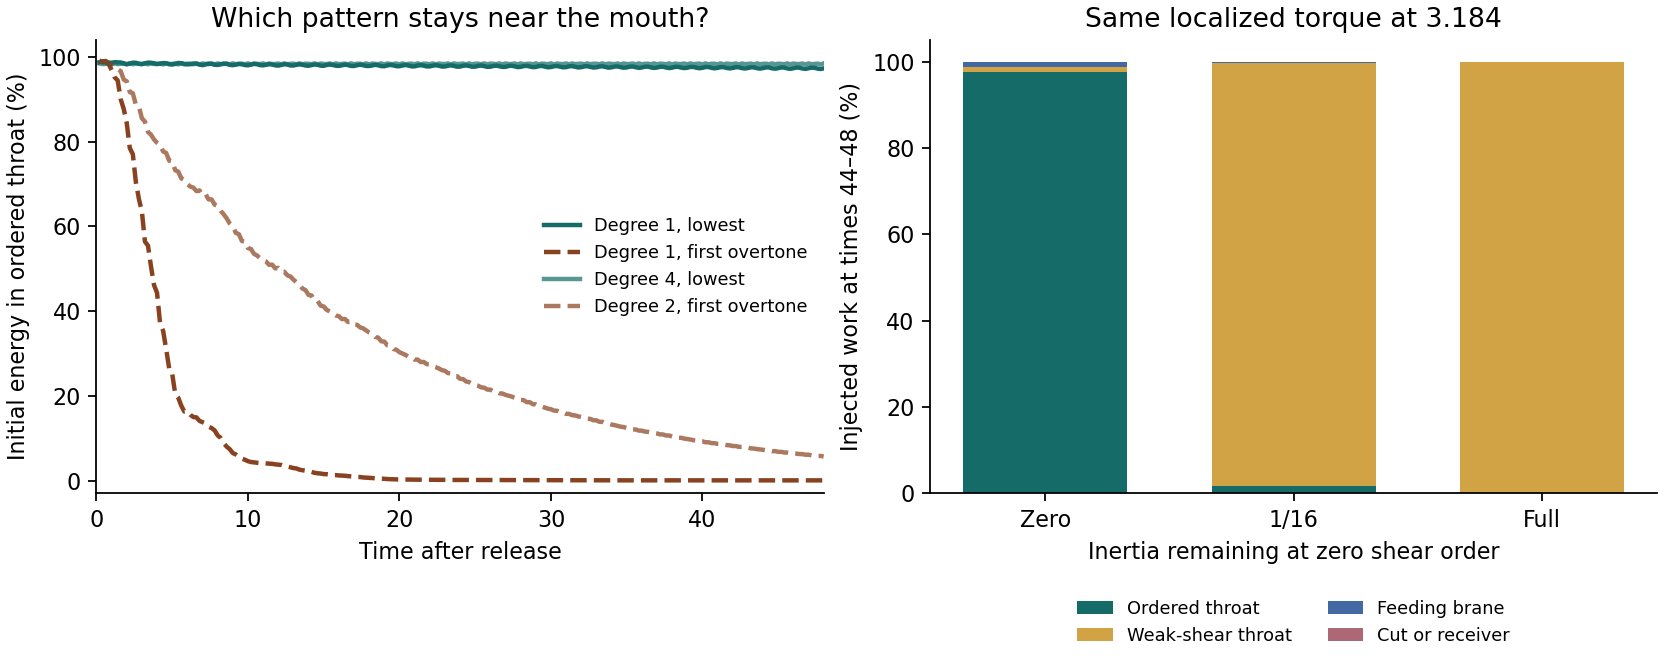 Which pattern stays near the mouth?
Initial energy in ordered throat (%)
100
80
60
40
20
0
Degree 1, lowest
Degree 1, first overtone
Degree 4, lowest
Degree 2, first overtone
0 10 20 30 40
Time after release
Same localized torque at 3.184
Injected work at times 44–48 (%)
100
80
60
40
20
0
Zero 1/16 Full
Inertia remaining at zero shear order
Ordered throat Feeding brane
Weak-shear throat Cut or receiver